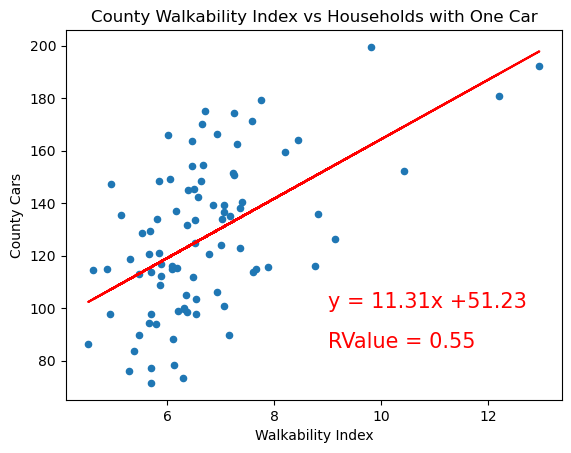 County Walkability Index vs Households with One Car
200
180
160
140
120
100
80
County Cars
y = 11.31x +51.23
RValue = 0.55
6 8 10 12
Walkability Index